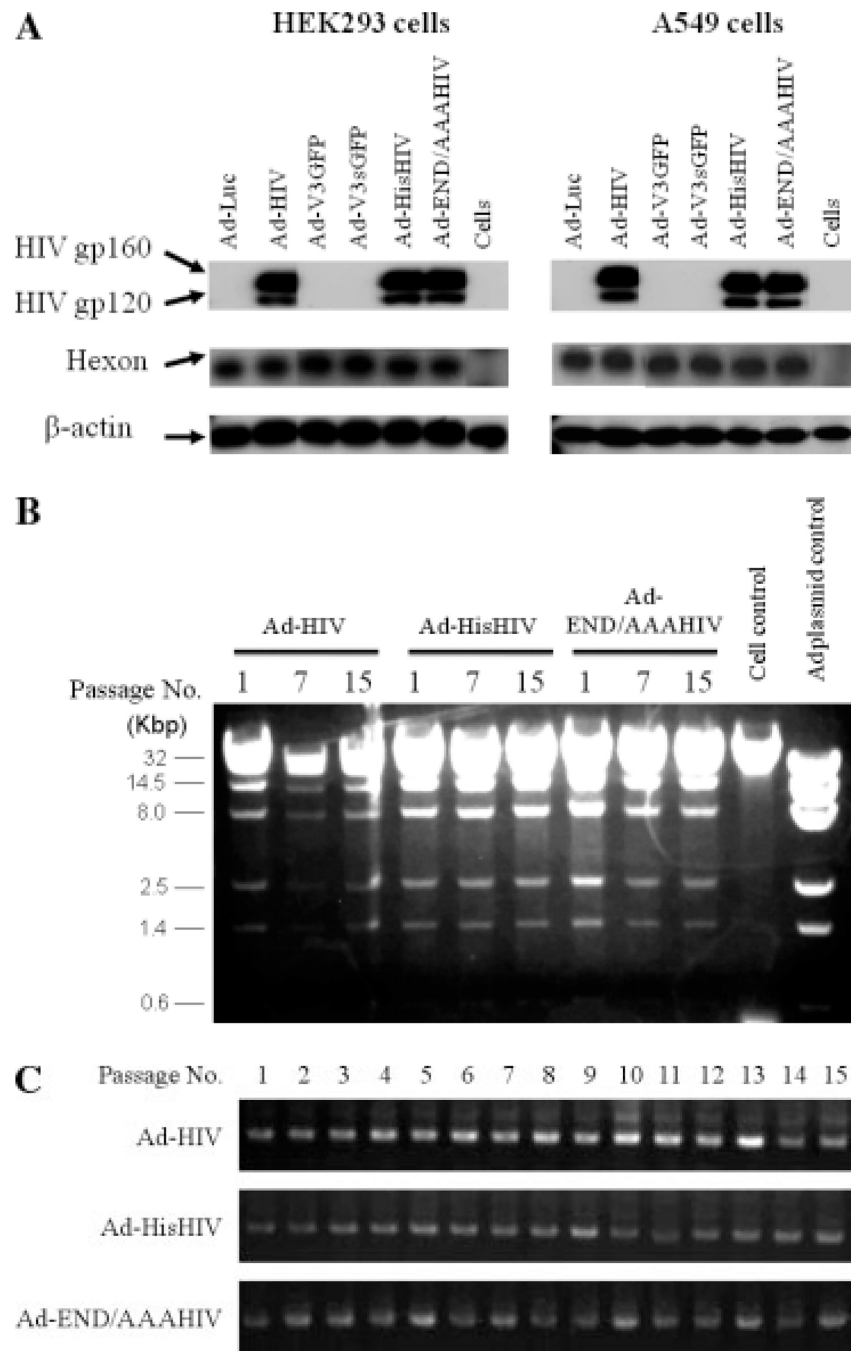 A
HEK293 cells
A549 cells
Ad-Luc
Ad-HIV
Ad-V3GFP
Ad-V3sGFP
Ad-HisHIV
Ad-END/AAAHIV
Cells
Ad-Luc
Ad-HIV
Ad-V3GFP
Ad-V3sGFP
Ad-HisHIV
Ad-END/AAAHIV
Cells
HIV gp160
HIV gp120
Hexon
β-actin
B
Ad-HIV
Ad-HisHIV
Ad-
END/AAAHIV
Cell control
Ad plasmid control
Passage No. 1 7 15 1 7 15 1 7 15
(Kbp)
32
14.5
8.0
2.5
1.4
0.6
C
Passage No. 1 2 3 4 5 6 7 8 9 10 11 12 13 14 15
Ad-HIV
Ad-HisHIV
Ad-END/AAAHIV